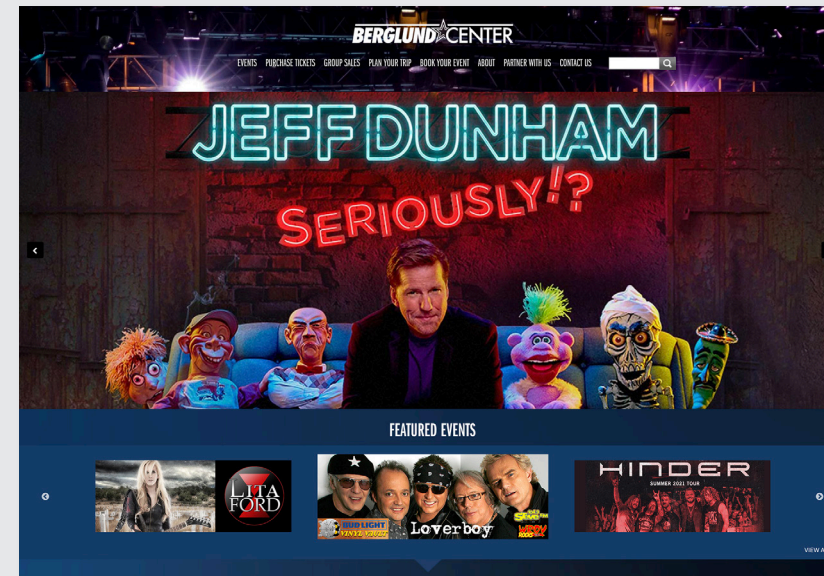 BERGLUND CENTER
EVENTS PURCHASE TICKETS GROUP SALES PLAN YOUR TRIP BOOK YOUR EVENT ABOUT PARTNER WITH US CONTACT US
JEFF DUNHAM
SERIOUSLY!?
FEATURED EVENTS
LITA
FORD
BUD LIGHT
Loverboy
HINDER
SUMMER 2021 TOUR
VIEW A